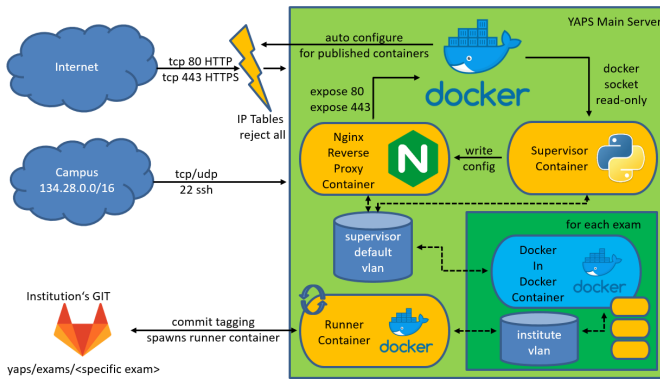 YAPS Main Server
auto configure
for published containers
Internet
tcp 80 HTTP
tcp 443 HTTPS
IP Tables
reject all
docker
docker
socket
read-only
expose 80
expose 443
Nginx
Reverse
Proxy
Container
N
write
config
Supervisor
Container
Campus
134.28.0.0/16
tcp/udp
22 ssh
supervisor
default
vlan
for each exam
Docker
In
Docker
Container
docker
Institution's GIT
commit tagging
spawns runner container
Runner
Container
docker
institute
vlan
yaps/exams/<specific exam>